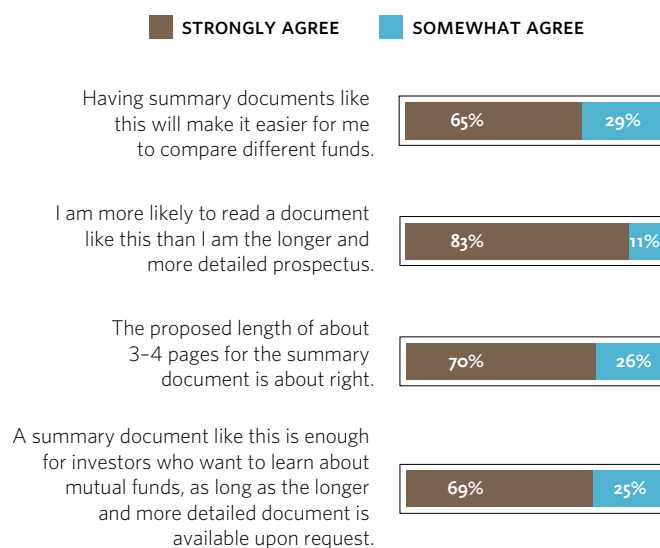 STRONGLY AGREE SOMEWHAT AGREE
Having summary documents like
this will make it easier for me
to compare different funds.
65% 29%
I am more likely to read a document
like this than I am the longer and
more detailed prospectus.
83% 11%
The proposed length of about
3–4 pages for the summary
document is about right.
70% 26%
A summary document like this is enough
for investors who want to learn about
mutual funds, as long as the longer
and more detailed document is
available upon request.
69% 25%